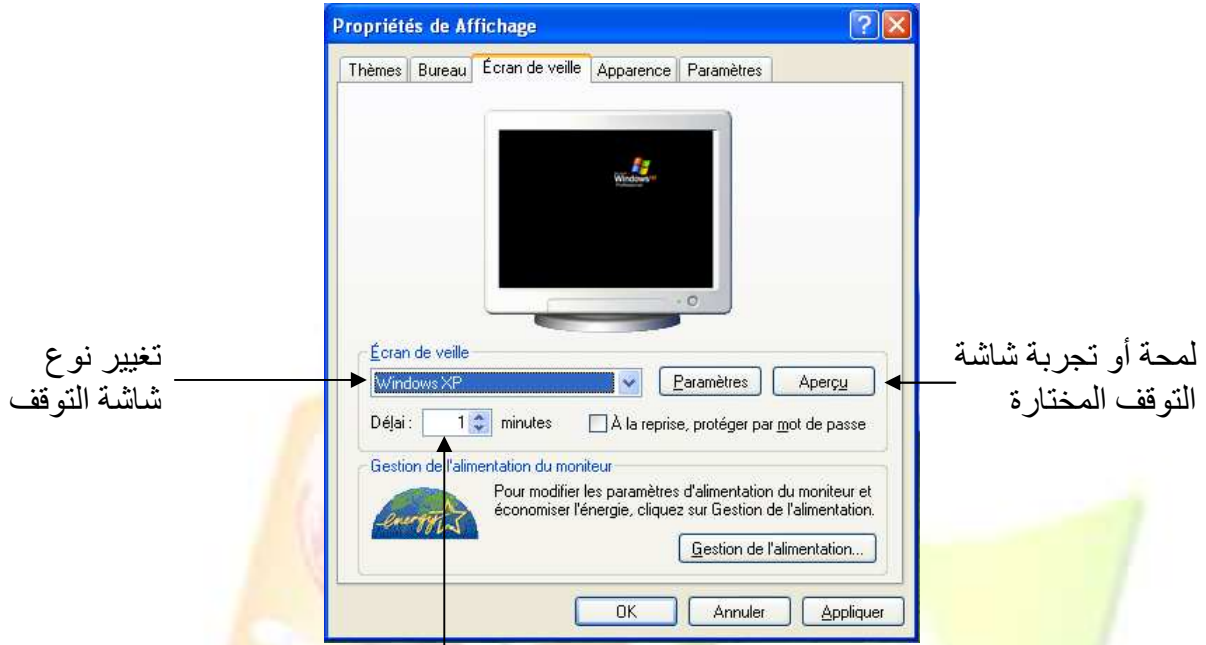 Propriétés de Affichage
Thèmes Bureau Écran de veille Apparence Paramètres
Windows XP
Professional
Écran de veille
Windows XP Paramètres Aperçu
Délai : 1 minutes À la reprise, protéger par mot de passe
تغيير نوع
شاشة التوقف
لمحة أو تجربة شاشة
التوقف المختارة
Gestion de l'alimentation du moniteur
energy
Pour modifier les paramètres d'alimentation du moniteur et
économiser l'énergie, cliquez sur Gestion de l'alimentation.
Gestion de l'alimentation...
OK Annuler Appliquer